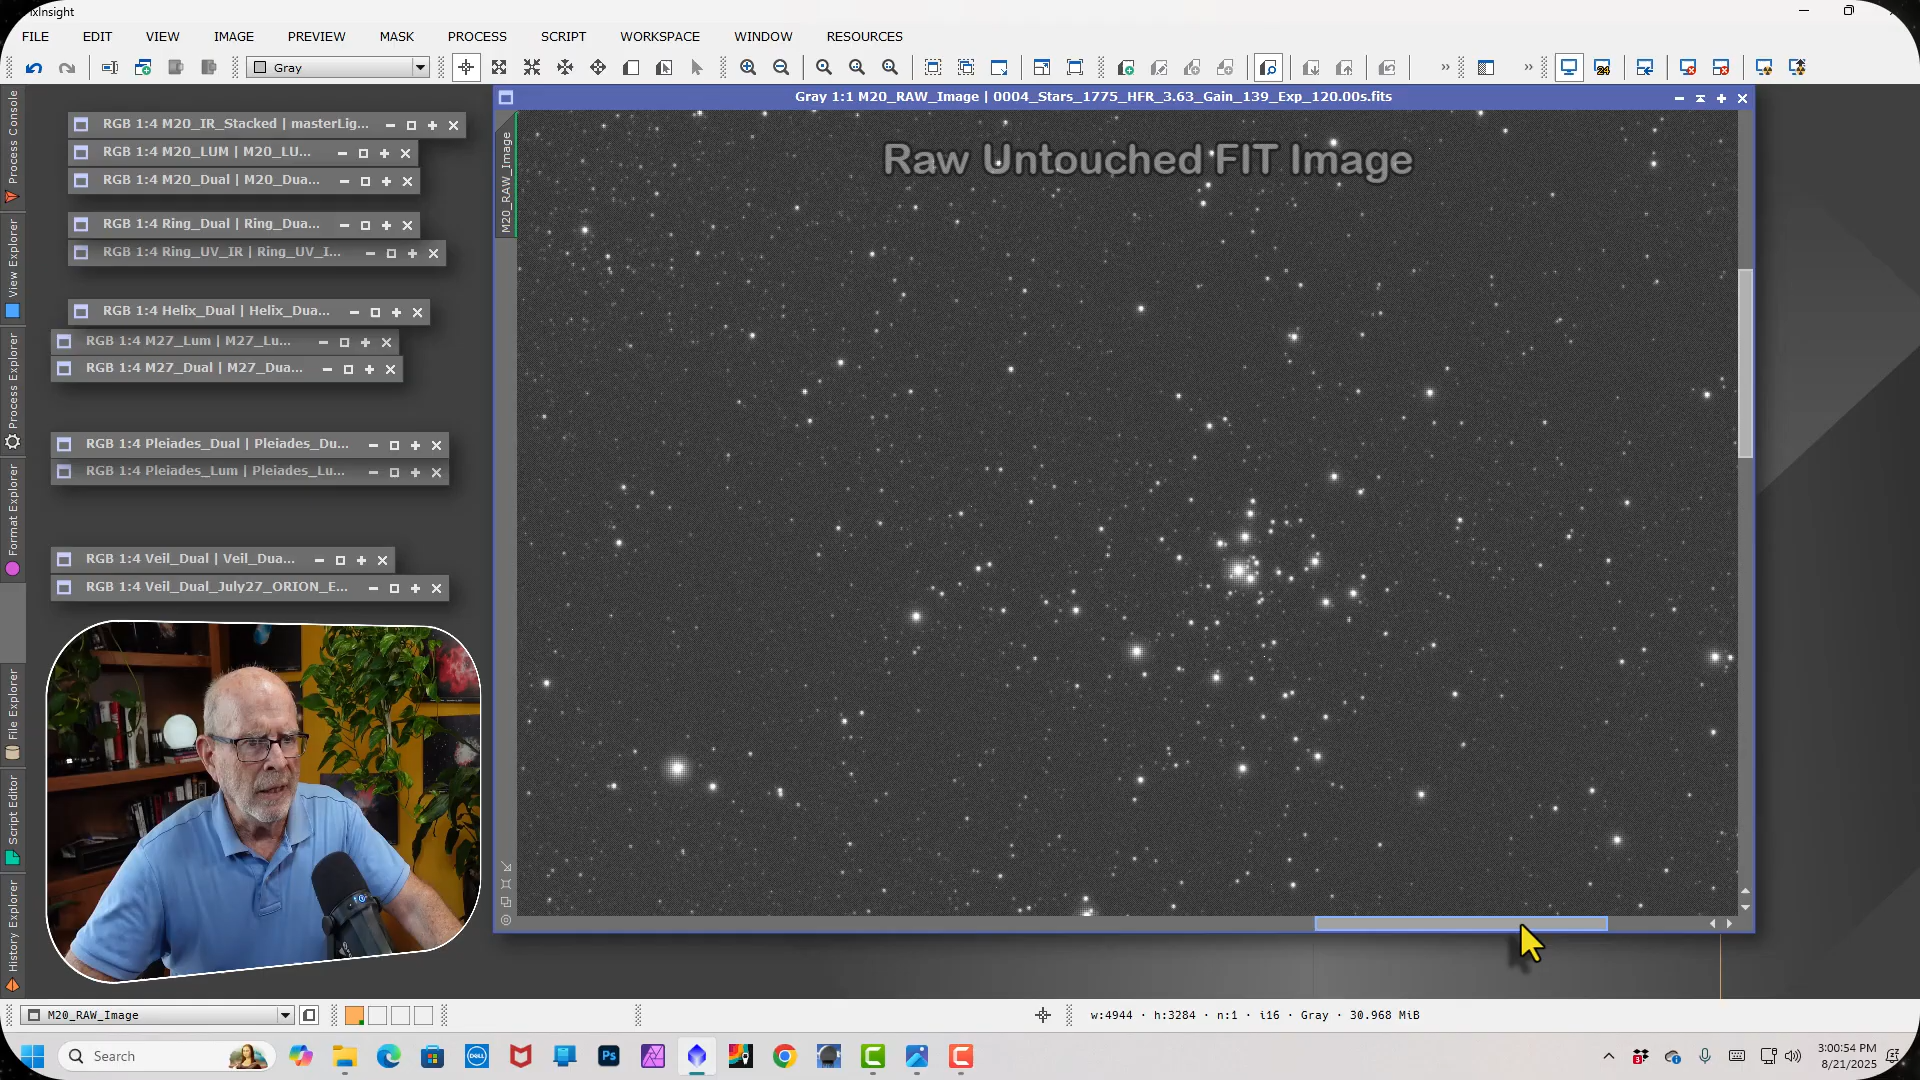 ixInsight
FILE EDIT VIEW IMAGE PREVIEW MASK PROCESS SCRIPT WORKSPACE WINDOW RESOURCES
Gray
24
Gray 1:1 M20_RAW_Image | 0004_Stars_1775_HFR_3.63_Gain_139_Exp_120.00s.fits
Process Console
View Explorer
Process Explorer
Format Explorer
File Explorer
Script Editor
History Explorer
RGB 1:4 M20_IR_Stacked | masterLig...
RGB 1:4 M20_LUM | M20_LU...
RGB 1:4 M20_Dual | M20_Dua...
RGB 1:4 Ring_Dual | Ring_Dua...
RGB 1:4 Ring_UV_IR | Ring_UV_I...
RGB 1:4 Helix_Dual | Helix_Dua...
RGB 1:4 M27_Lum | M27_Lu...
RGB 1:4 M27_Dual | M27_Dua...
RGB 1:4 Pleiades_Dual | Pleiades_Du...
RGB 1:4 Pleiades_Lum | Pleiades_Lu...
RGB 1:4 Veil_Dual | Veil_Dua...
RGB 1:4 Veil_Dual_July27_ORION_E...
M20_RAW_Image
Raw Untouched FIT Image
M20_RAW_Image
w:4944 · h:3284 · n:1 · i16 · Gray · 30.968 MiB
Search
DELL
Ps
3:00:54 PM
8/21/2025